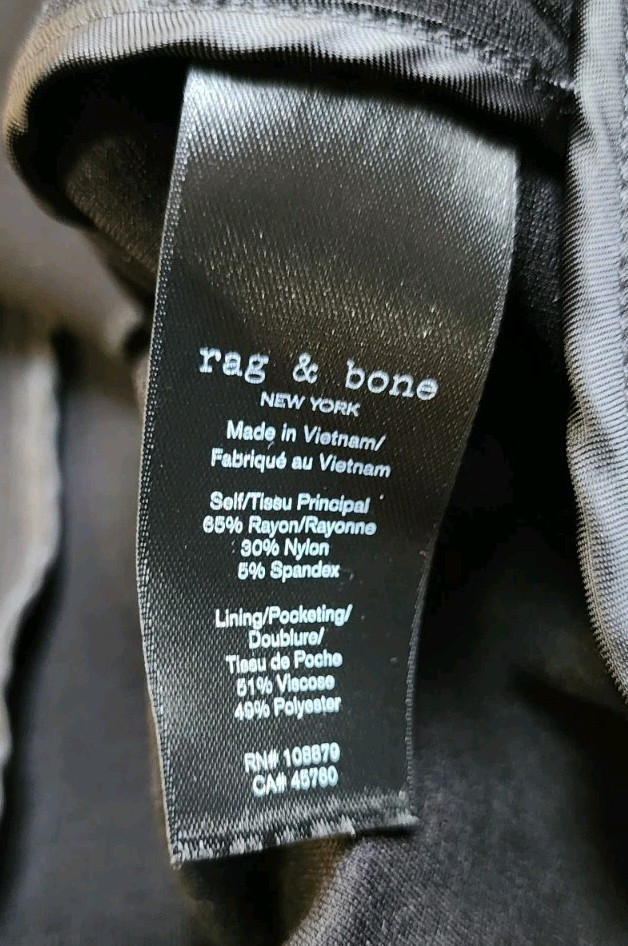 rag & bone
NEW YORK
Made in Vietnam/
Fabriqué au Vietnam
Self/Tissu Principal
65% Rayon/Rayonne
30% Nylon
5% Spandex
Lining/Pocketing/
Doublure/
Tissu de Poche
51% Viscose
49% Polyester
RN# 108879
CA# 45760